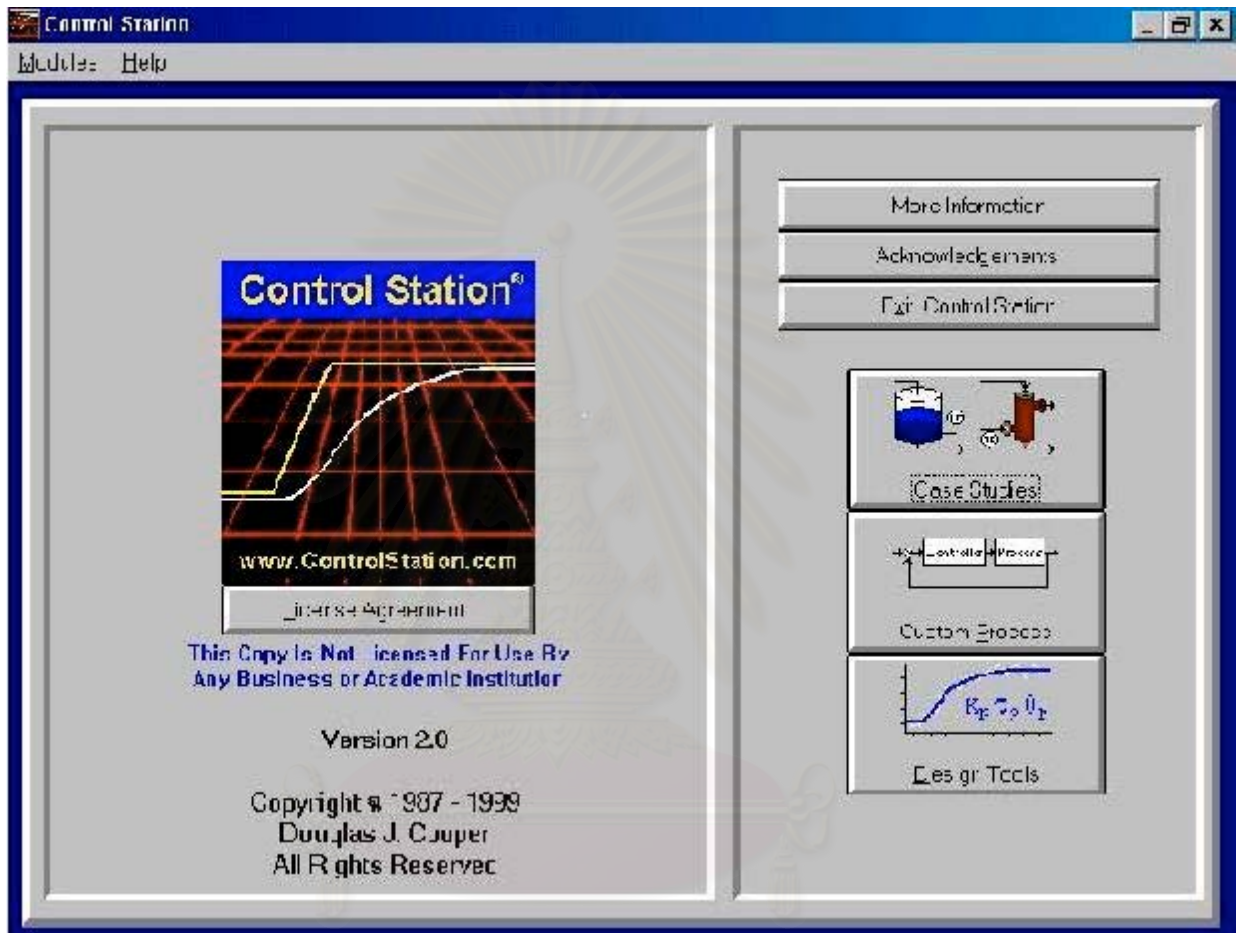 Control Station
Modules Help
Control Station®
www.ControlStation.com
License Agreement
This Copy Is Not Licensed For Use By
Any Business or Academic Institution
Version 2.0
Copyright © 1987 - 1999
Douglas J. Cooper
All Rights Reserved
More Information
Acknowledgements
Exit Control Station
Case Studies
Controller Process
Custom Process
Design Tools